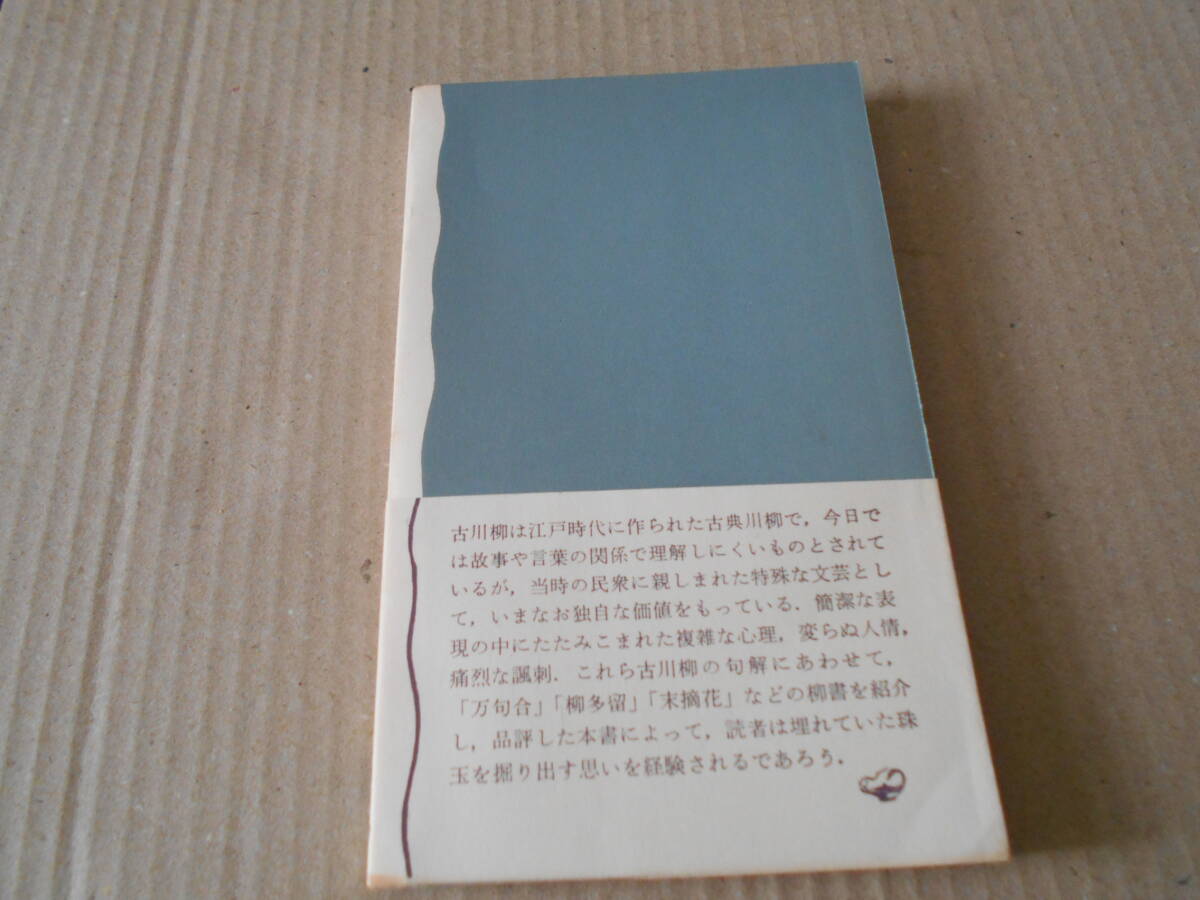 古川柳は江戸時代に作られた古典川柳で，今日で
は故事や言葉の関係で理解しにくいものとされて
いるが，当時の民衆に親しまれた特殊な文芸とし
て，いまなお独自な価値をもっている．簡潔な表
現の中にたたみこまれた複雑な心理，変らぬ人情，
痛烈な諷刺．これら古川柳の句解にあわせて，
「万句合」「柳多留」「末摘花」などの柳書を紹介
し，品評した本書によって，読者は埋れていた珠
玉を掘り出す思いを経験されるであろう．